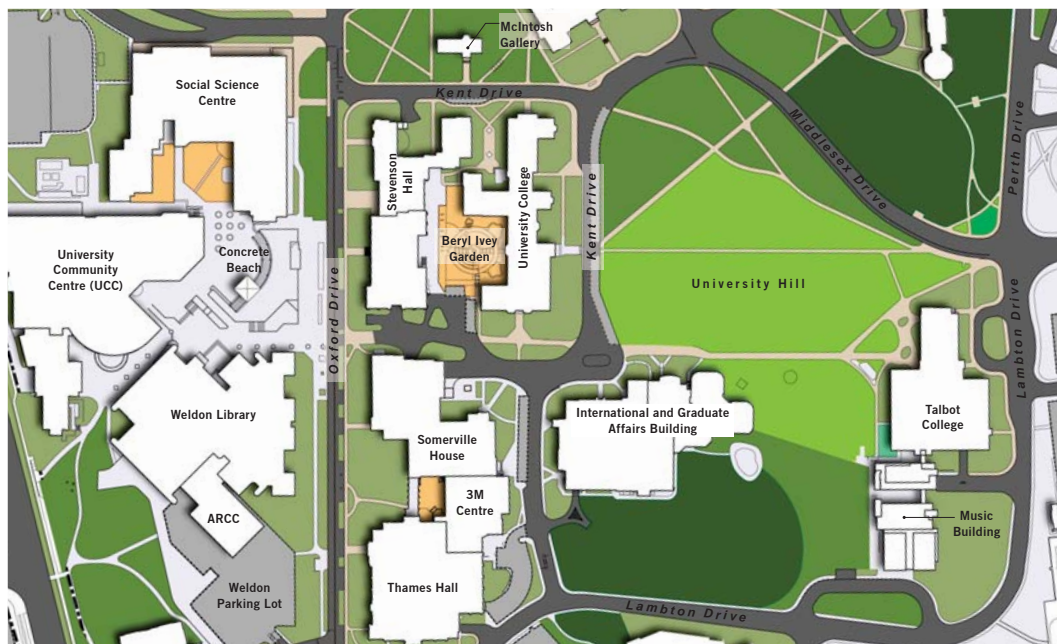 McIntosh
Gallery
Kent Drive
Social Science
Centre
Middlesex Drive
Perth Drive
Stevenson
Hall
University College
Kent Drive
Beryl Ivey
Garden
Concrete
Beach
University
Community
Centre (UCC)
Oxford Drive
University Hill
Lambton Drive
Weldon Library
International and Graduate
Affairs Building
Talbot
College
Somerville
House
3M
Centre
ARCC
Music
Building
Weldon
Parking Lot
Thames Hall
Lambton Drive